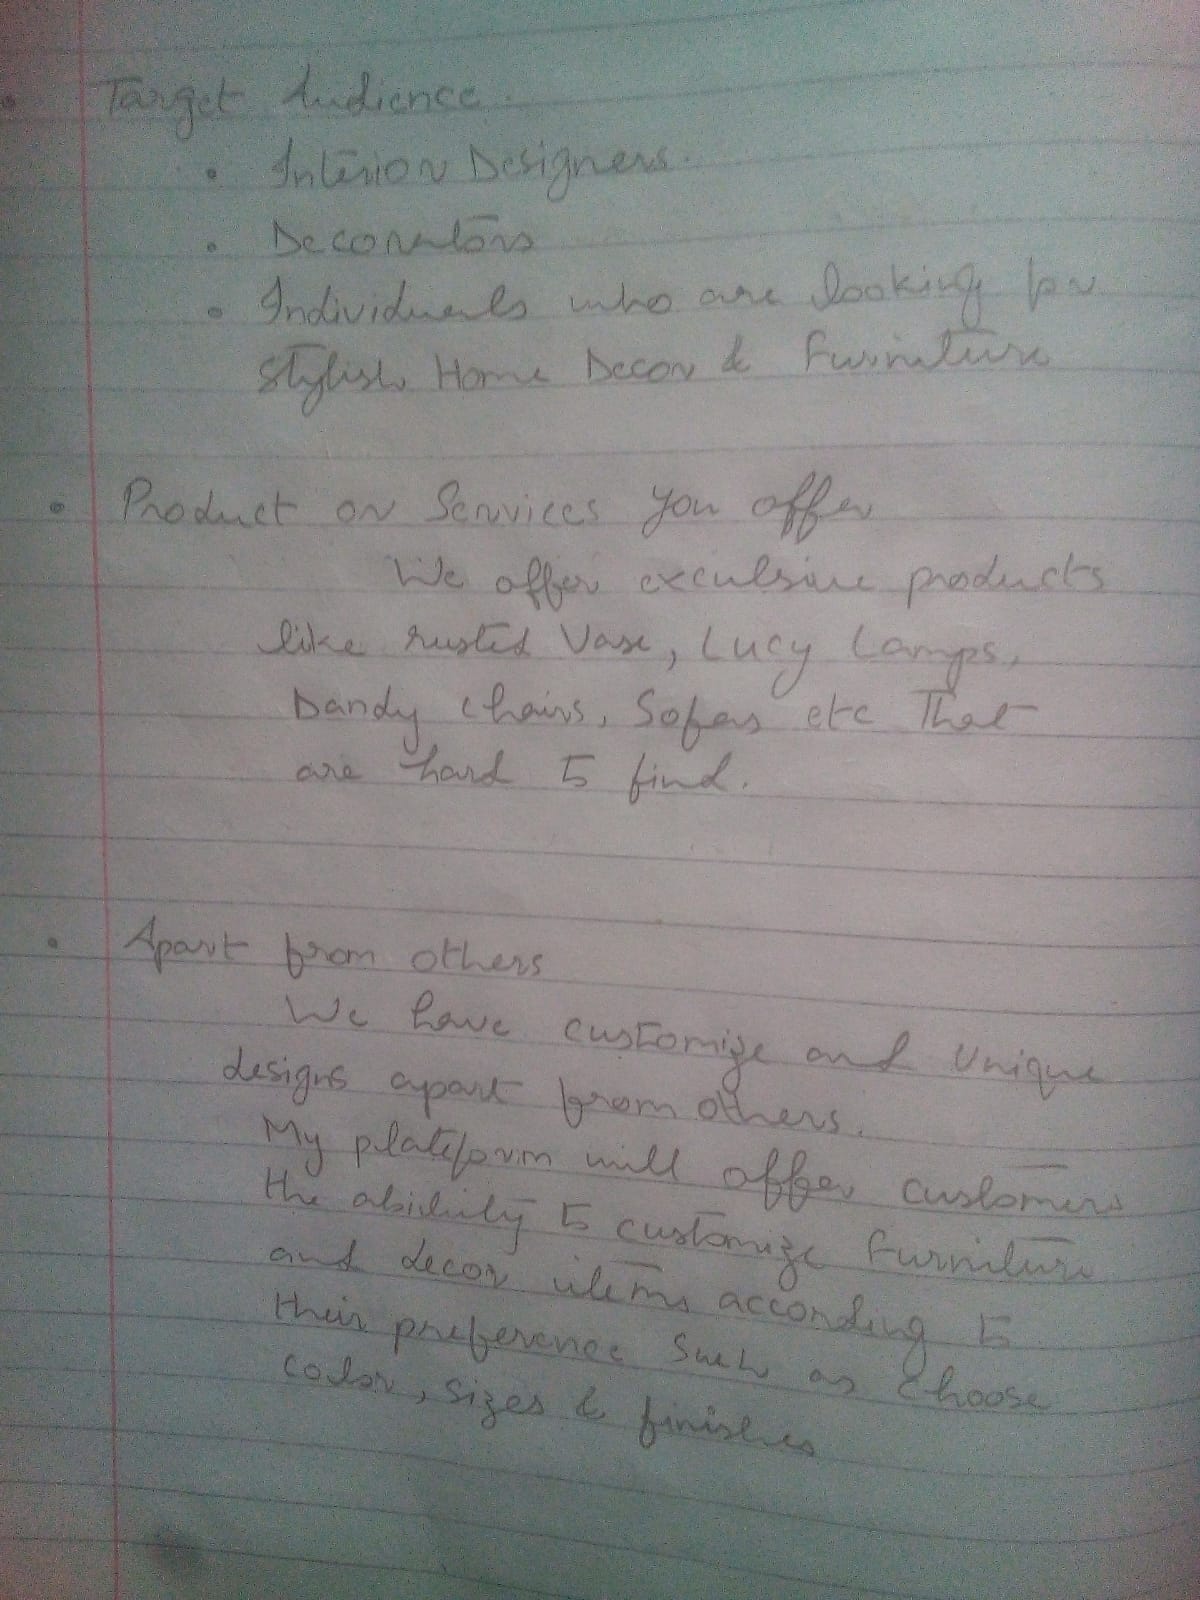 Target Audience.
• Interior Designers.
• Decorators
• Individuals who are looking for
Stylish Home Decor & Furniture
• Product or Services you offer
We offer exculsive products
like rusted Vase, Lucy Lamps,
Dandy chairs, Sofas etc That
are hard to find.
• Apart from others
We have customize and Unique
designs apart from others.
My plateform will offer customers
the ability to customize furniture
and decor items according to
their preference Such as Choose
color, sizes & finishes